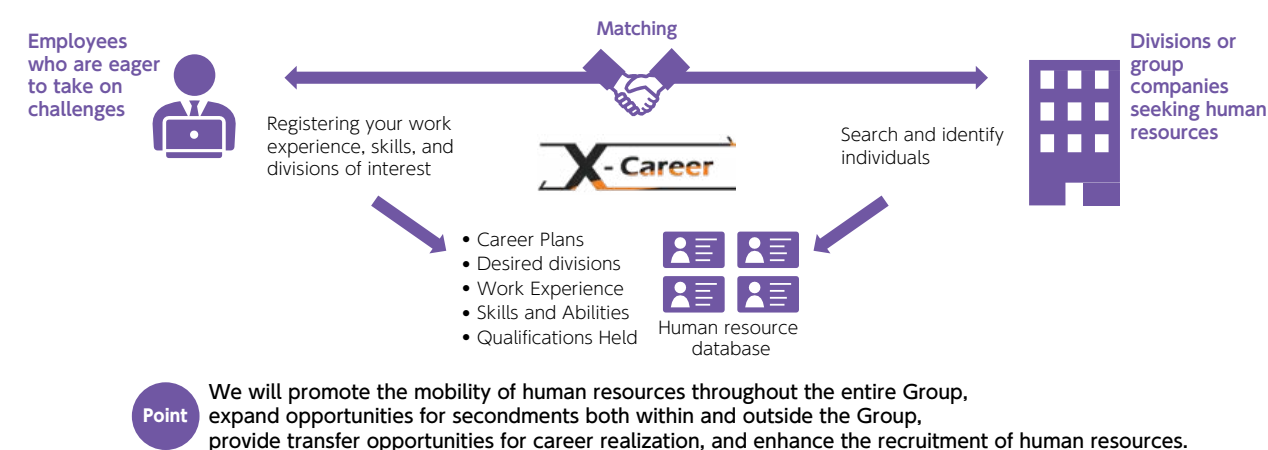 Matching
Employees
who are eager
to take on
challenges
Divisions or
group
companies
seeking human
resources
Registering your work
experience, skills, and
divisions of interest
X - Career
Search and identify
individuals
• Career Plans
• Desired divisions
• Work Experience
• Skills and Abilities
• Qualifications Held
Human resource
database
Point
We will promote the mobility of human resources throughout the entire Group,
expand opportunities for secondments both within and outside the Group,
provide transfer opportunities for career realization, and enhance the recruitment of human resources.